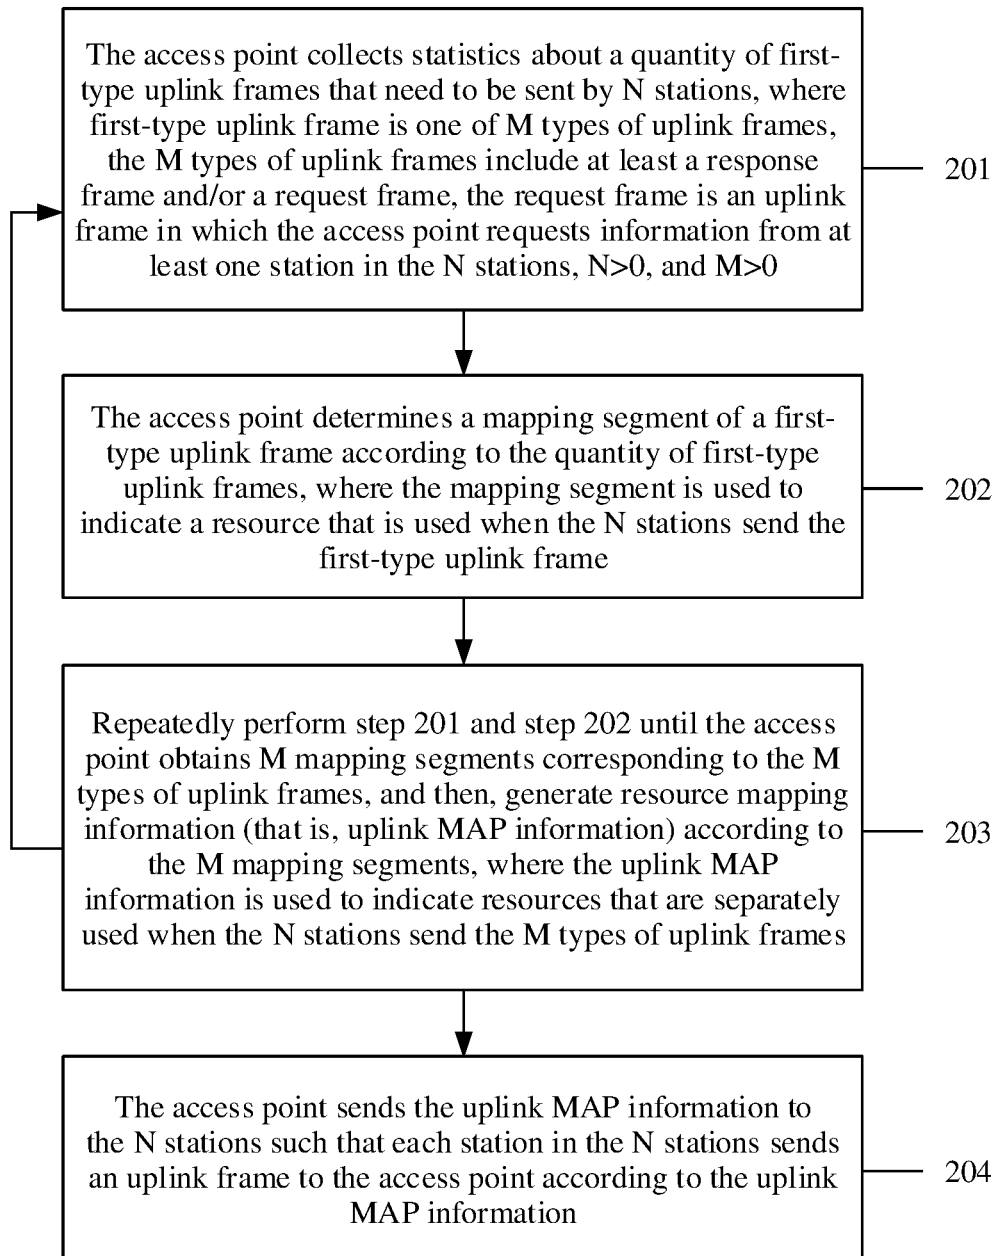 The access point collects statistics about a quantity of first-
type uplink frames that need to be sent by N stations, where
first-type uplink frame is one of M types of uplink frames,
the M types of uplink frames include at least a response
frame and/or a request frame, the request frame is an uplink
frame in which the access point requests information from at
least one station in the N stations, N>0, and M>0
201
The access point determines a mapping segment of a first-
type uplink frame according to the quantity of first-type
uplink frames, where the mapping segment is used to
indicate a resource that is used when the N stations send the
first-type uplink frame
202
Repeatedly perform step 201 and step 202 until the access
point obtains M mapping segments corresponding to the M
types of uplink frames, and then, generate resource mapping
information (that is, uplink MAP information) according to
the M mapping segments, where the uplink MAP
information is used to indicate resources that are separately
used when the N stations send the M types of uplink frames
203
The access point sends the uplink MAP information to
the N stations such that each station in the N stations sends
an uplink frame to the access point according to the uplink
MAP information
204